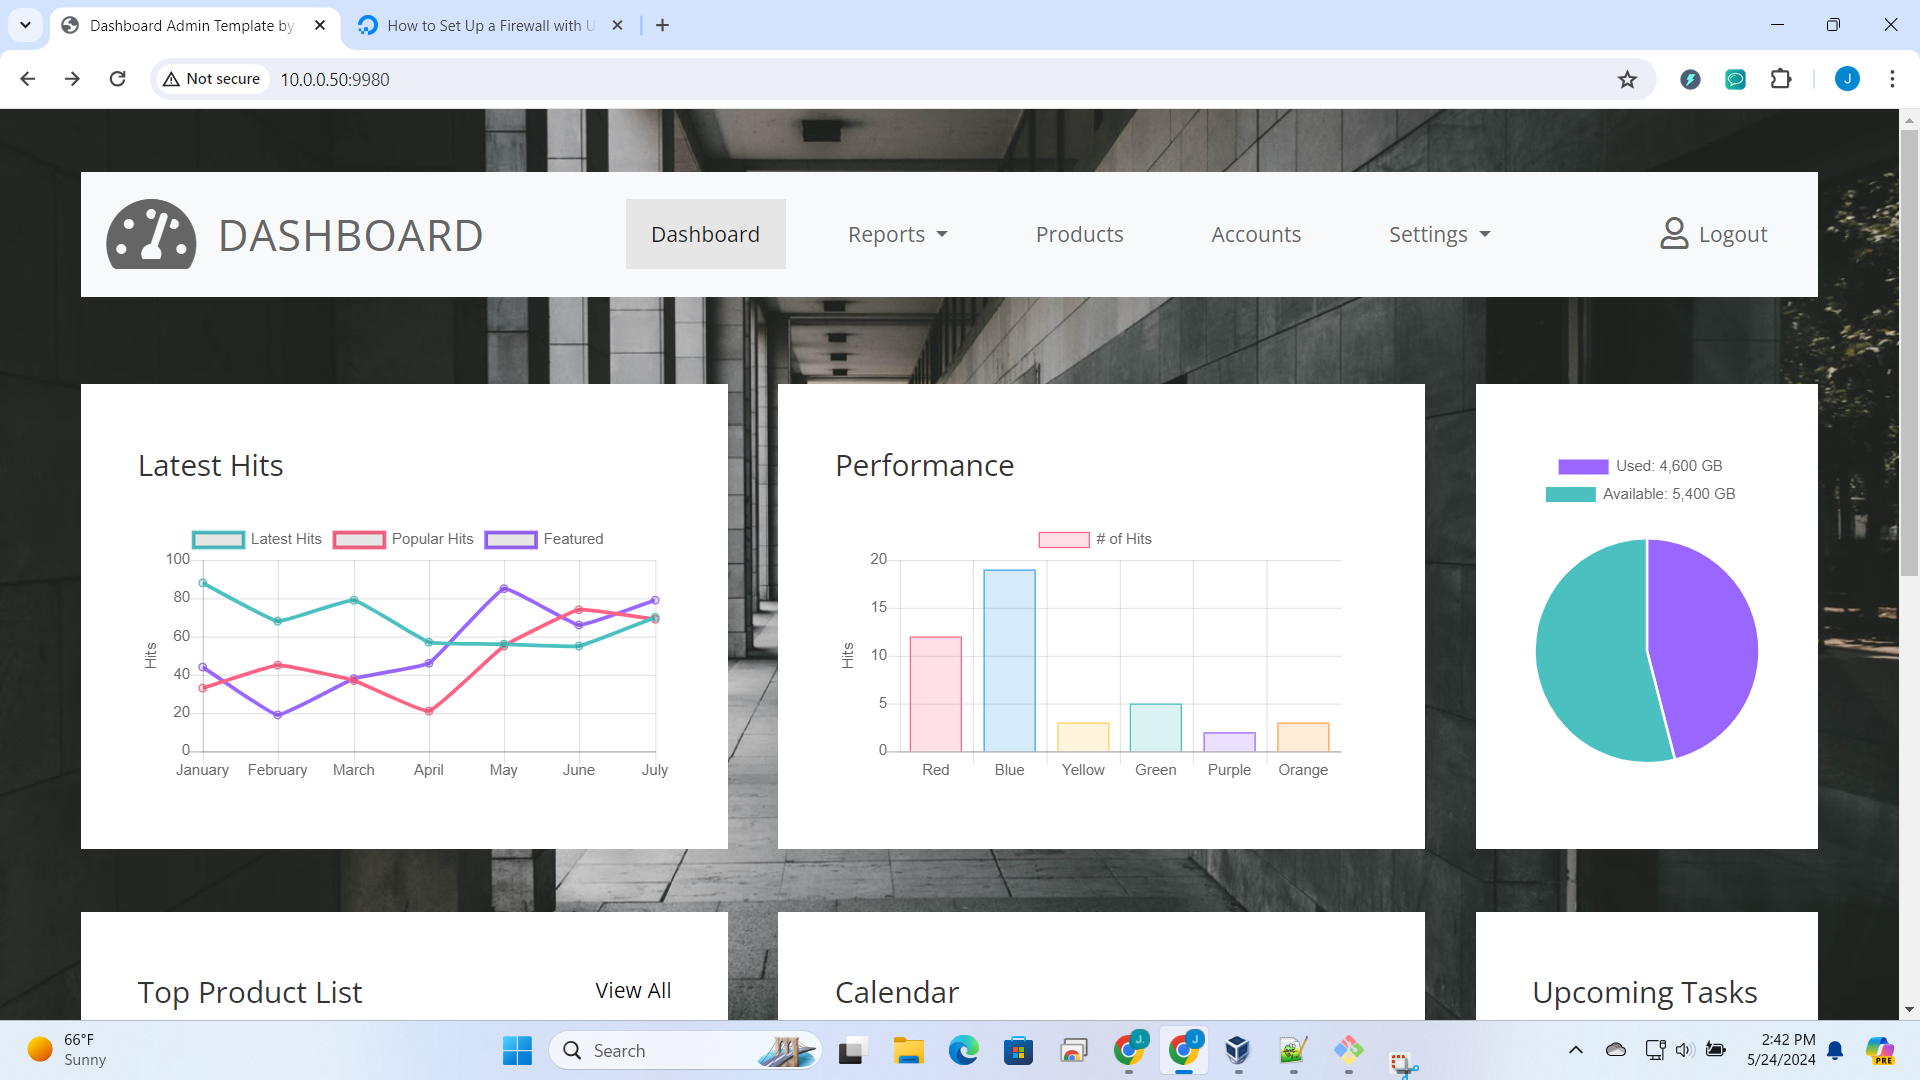 Dashboard Admin Template by
How to Set Up a Firewall with U
Not secure
10.0.0.50:9980
J
DASHBOARD
Dashboard
Reports
Products
Accounts
Settings
Logout
Latest Hits
Latest Hits
Popular Hits
Featured
Hits
100
80
60
40
20
0
January
February
March
April
May
June
July
Performance
# of Hits
Hits
20
15
10
5
0
Red
Blue
Yellow
Green
Purple
Orange
Used: 4,600 GB
Available: 5,400 GB
Top Product List
View All
Calendar
Upcoming Tasks
66°F
Sunny
Search
J.
J
2:42 PM
5/24/2024
PRE